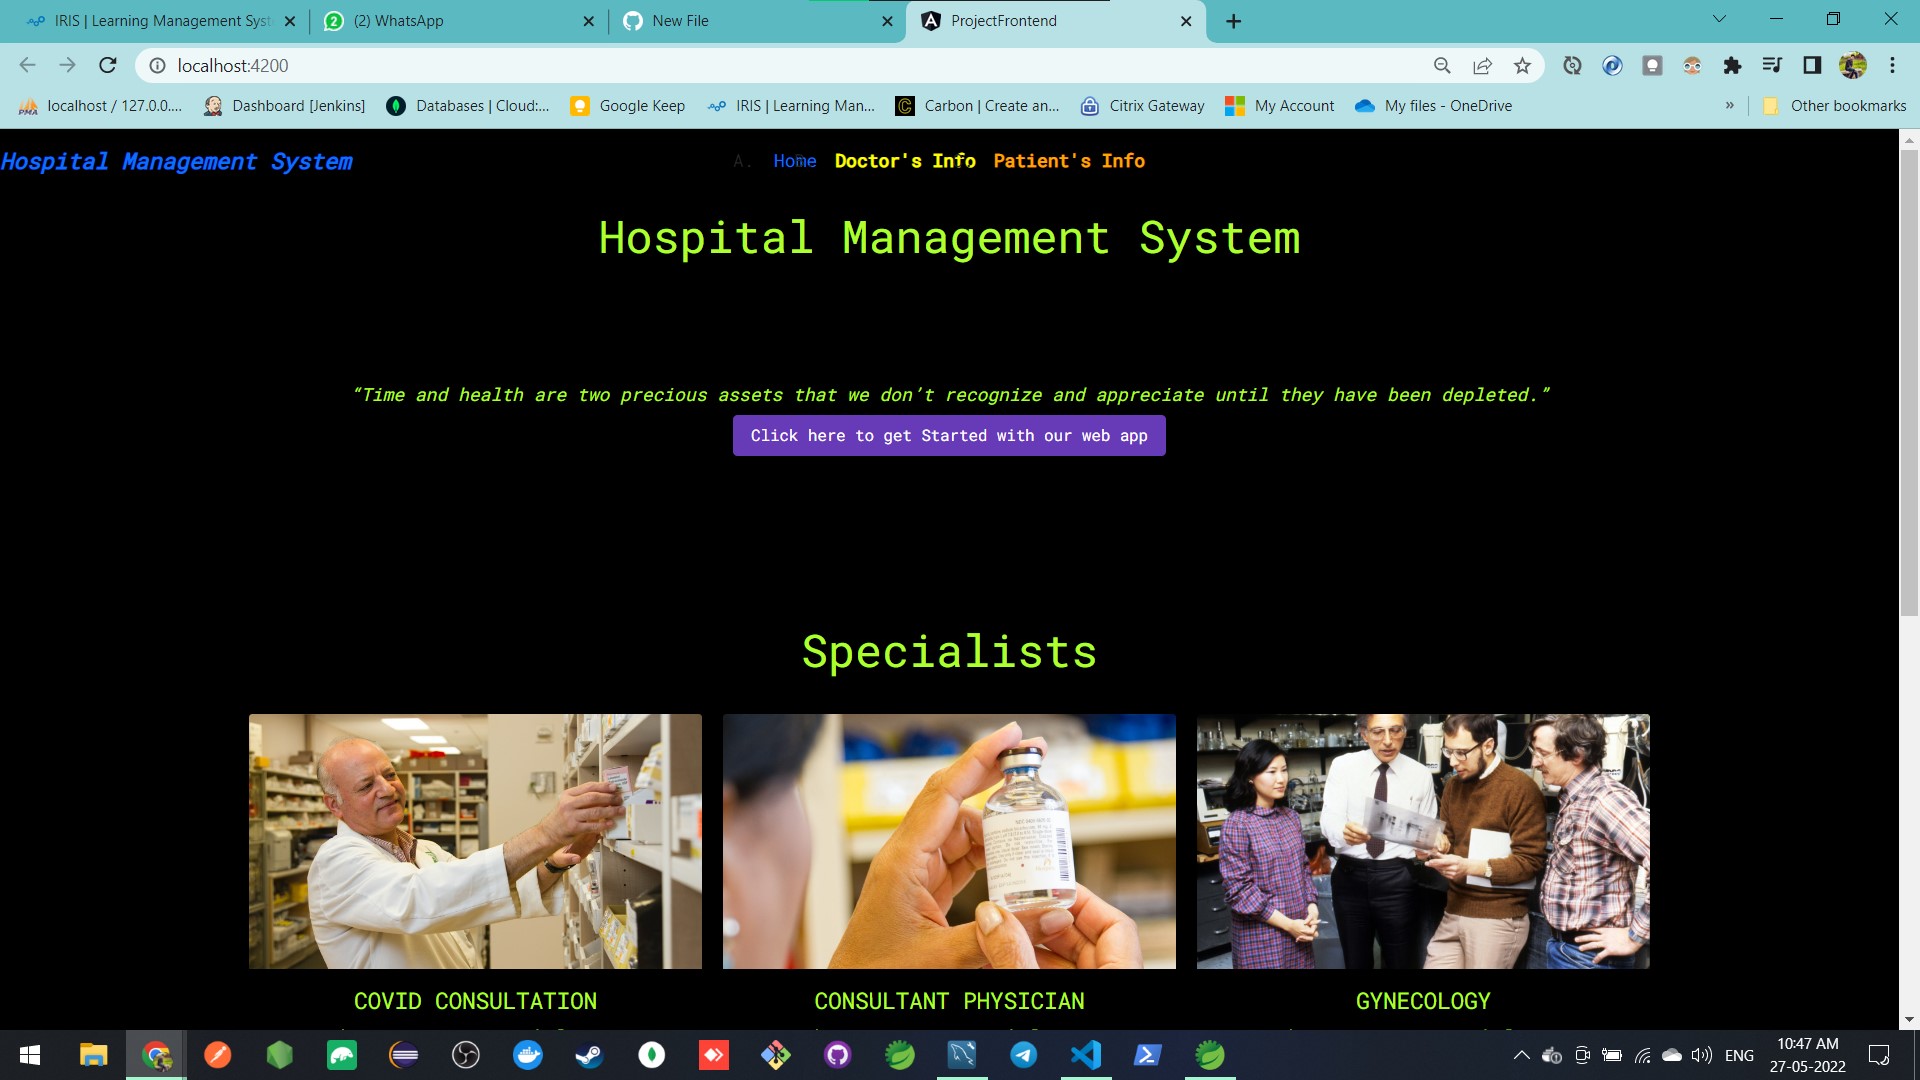 IRIS | Learning Management Syst
(2) WhatsApp
New File
ProjectFrontend
localhost:4200
localhost / 127.0.0....
Dashboard [Jenkins]
Databases | Cloud:...
Google Keep
IRIS | Learning Man...
Carbon | Create an...
Citrix Gateway
My Account
My files - OneDrive
»
Other bookmarks
Hospital Management System
A.
Home
Doctor's Info
Patient's Info
Hospital Management System
“Time and health are two precious assets that we don’t recognize and appreciate until they have been depleted.”
Click here to get Started with our web app
Specialists
COVID CONSULTATION
CONSULTANT PHYSICIAN
GYNECOLOGY
ENG
10:47 AM
27-05-2022